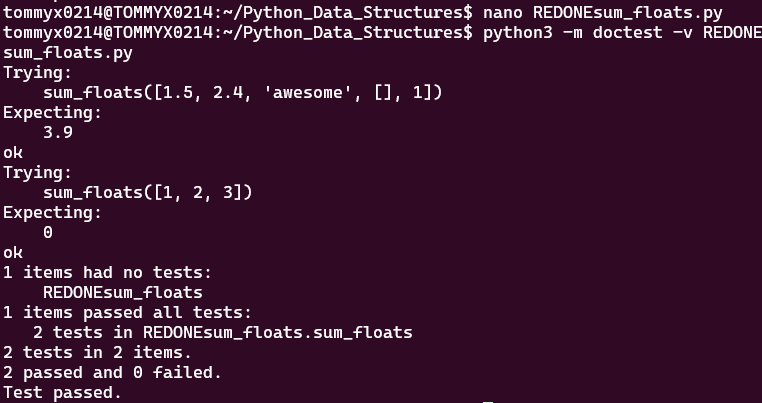 tommyx0214@TOMMYX0214:~/Python_Data_Structures$ nano REDONEsum_floats.py
tommyx0214@TOMMYX0214:~/Python_Data_Structures$ python3 -m doctest -v REDONE
sum_floats.py
Trying:
    sum_floats([1.5, 2.4, 'awesome', [], 1])
Expecting:
    3.9
ok
Trying:
    sum_floats([1, 2, 3])
Expecting:
    0
ok
1 items had no tests:
    REDONEsum_floats
1 items passed all tests:
   2 tests in REDONEsum_floats.sum_floats
2 tests in 2 items.
2 passed and 0 failed.
Test passed.